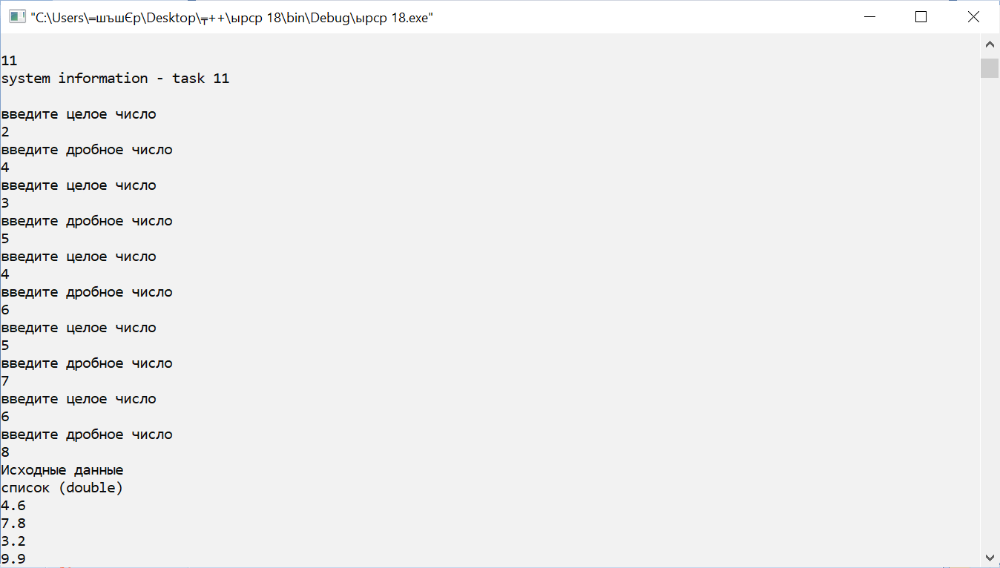 "C:\Users\═шъшЄр\Desktop\╤++\ырср 18\bin\Debug\ырср 18.exe"
11
system information - task 11
введите целое число
2
введите дробное число
4
введите целое число
3
введите дробное число
5
введите целое число
4
введите дробное число
6
введите целое число
5
введите дробное число
7
введите целое число
6
введите дробное число
8
Исходные данные
список (double)
4.6
7.8
3.2
9.9